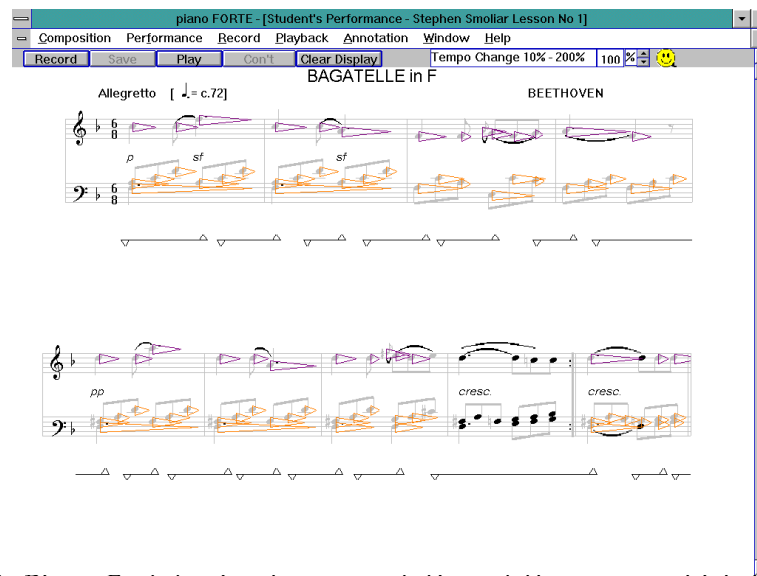 piano FORTE - [Student's Performance - Stephen Smoliar Lesson No 1]
Composition Performance Record Playback Annotation Window Help
Record Save Play Con't Clear Display Tempo Change 10% - 200% 100 %
BAGATELLE in F
Allegretto [ ♩. = c.72] BEETHOVEN
6 8
p sf sf
6 8
pp cresc. cresc.